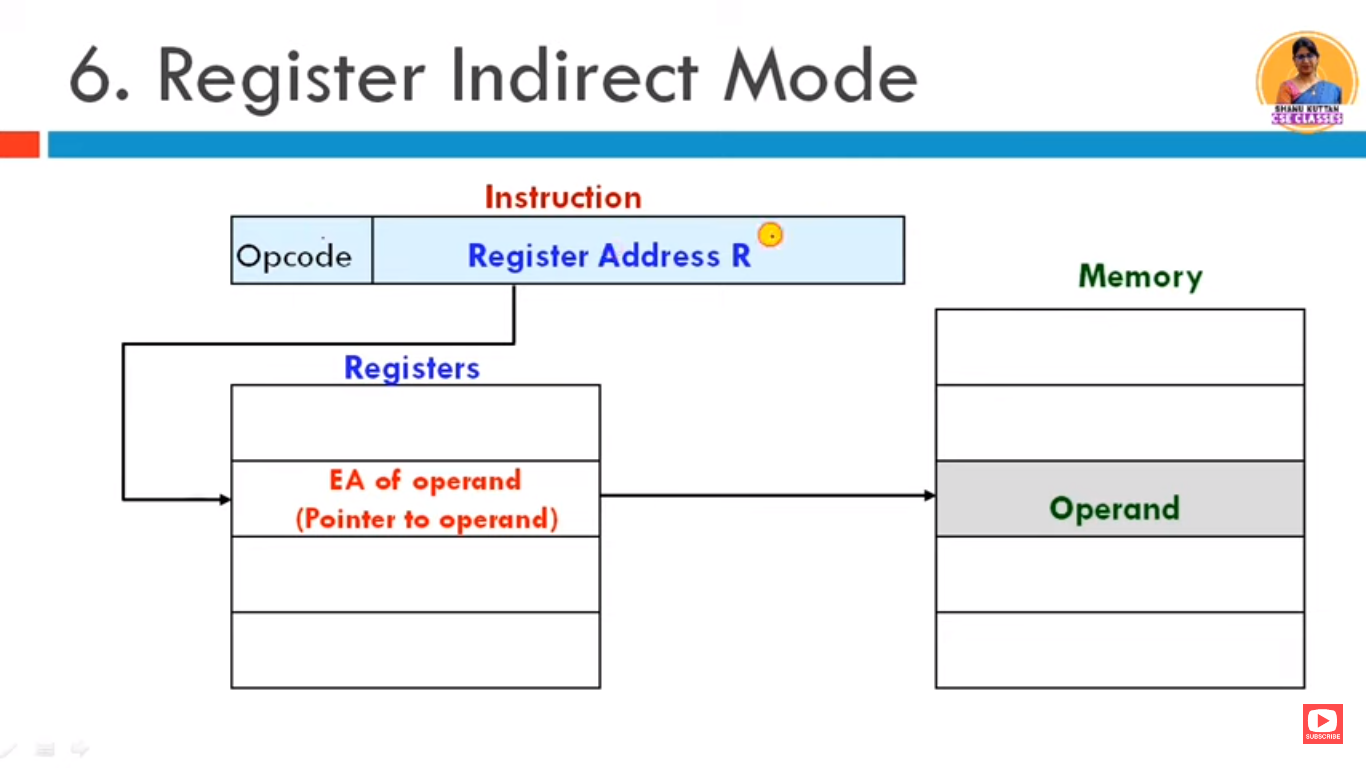 6. Register Indirect Mode
SHANU KUTTAN
CSE CLASSES
Instruction
Opcode
Register Address R
Memory
Registers
EA of operand
(Pointer to operand)
Operand
SUBSCRIBE